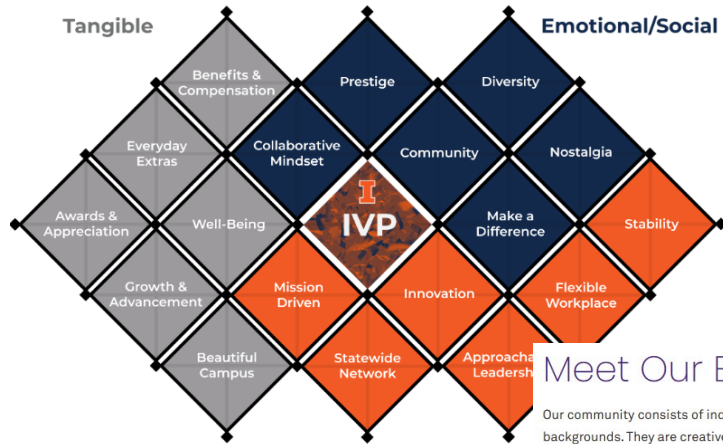 Tangible
Emotional/Social
Benefits &
Compensation
Prestige
Diversity
Everyday
Extras
Collaborative
Mindset
Community
Nostalgia
Awards &
Appreciation
Well-Being
I
IVP
Make a
Difference
Stability
Growth &
Advancement
Mission
Driven
Innovation
Flexible
Workplace
Beautiful
Campus
Statewide
Network
Meet Our
Our community consists of
backgrounds. They are creative